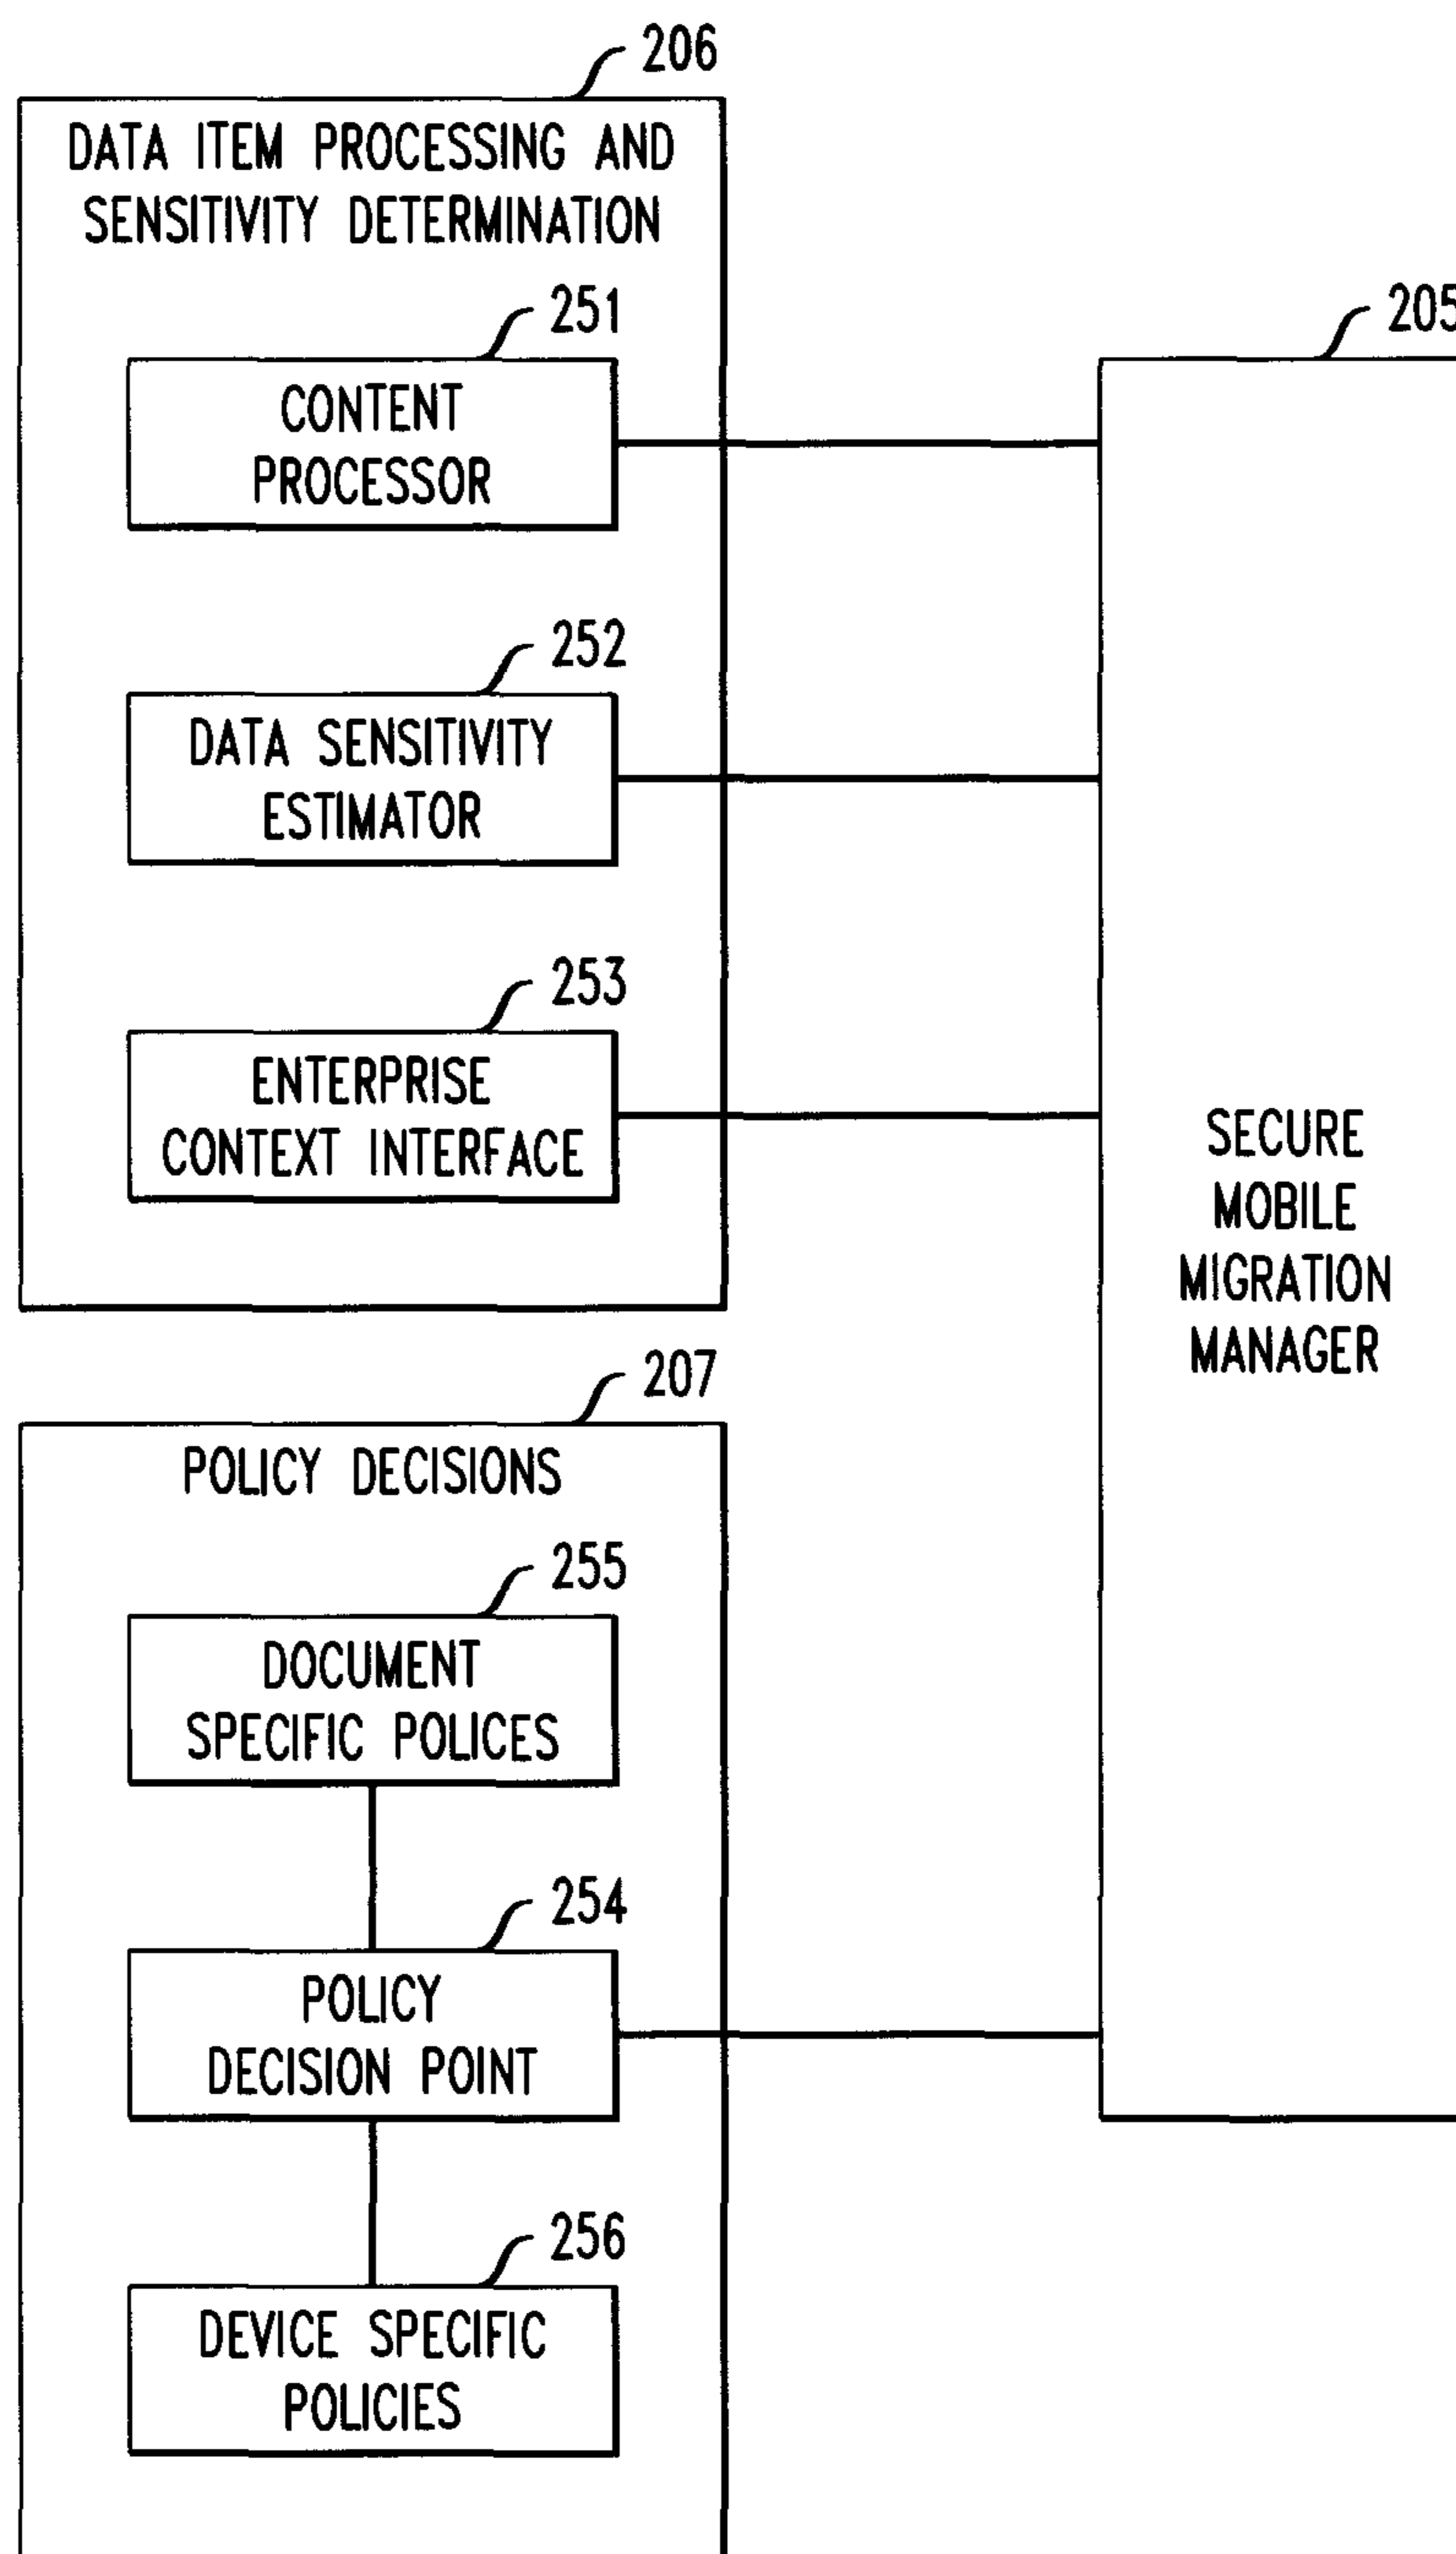 206
DATA ITEM PROCESSING AND
SENSITIVITY DETERMINATION
251
CONTENT
PROCESSOR
252
DATA SENSITIVITY
ESTIMATOR
253
ENTERPRISE
CONTEXT INTERFACE
205
SECURE
MOBILE
MIGRATION
MANAGER
207
POLICY DECISIONS
255
DOCUMENT
SPECIFIC POLICES
254
POLICY
DECISION POINT
256
DEVICE SPECIFIC
POLICIES